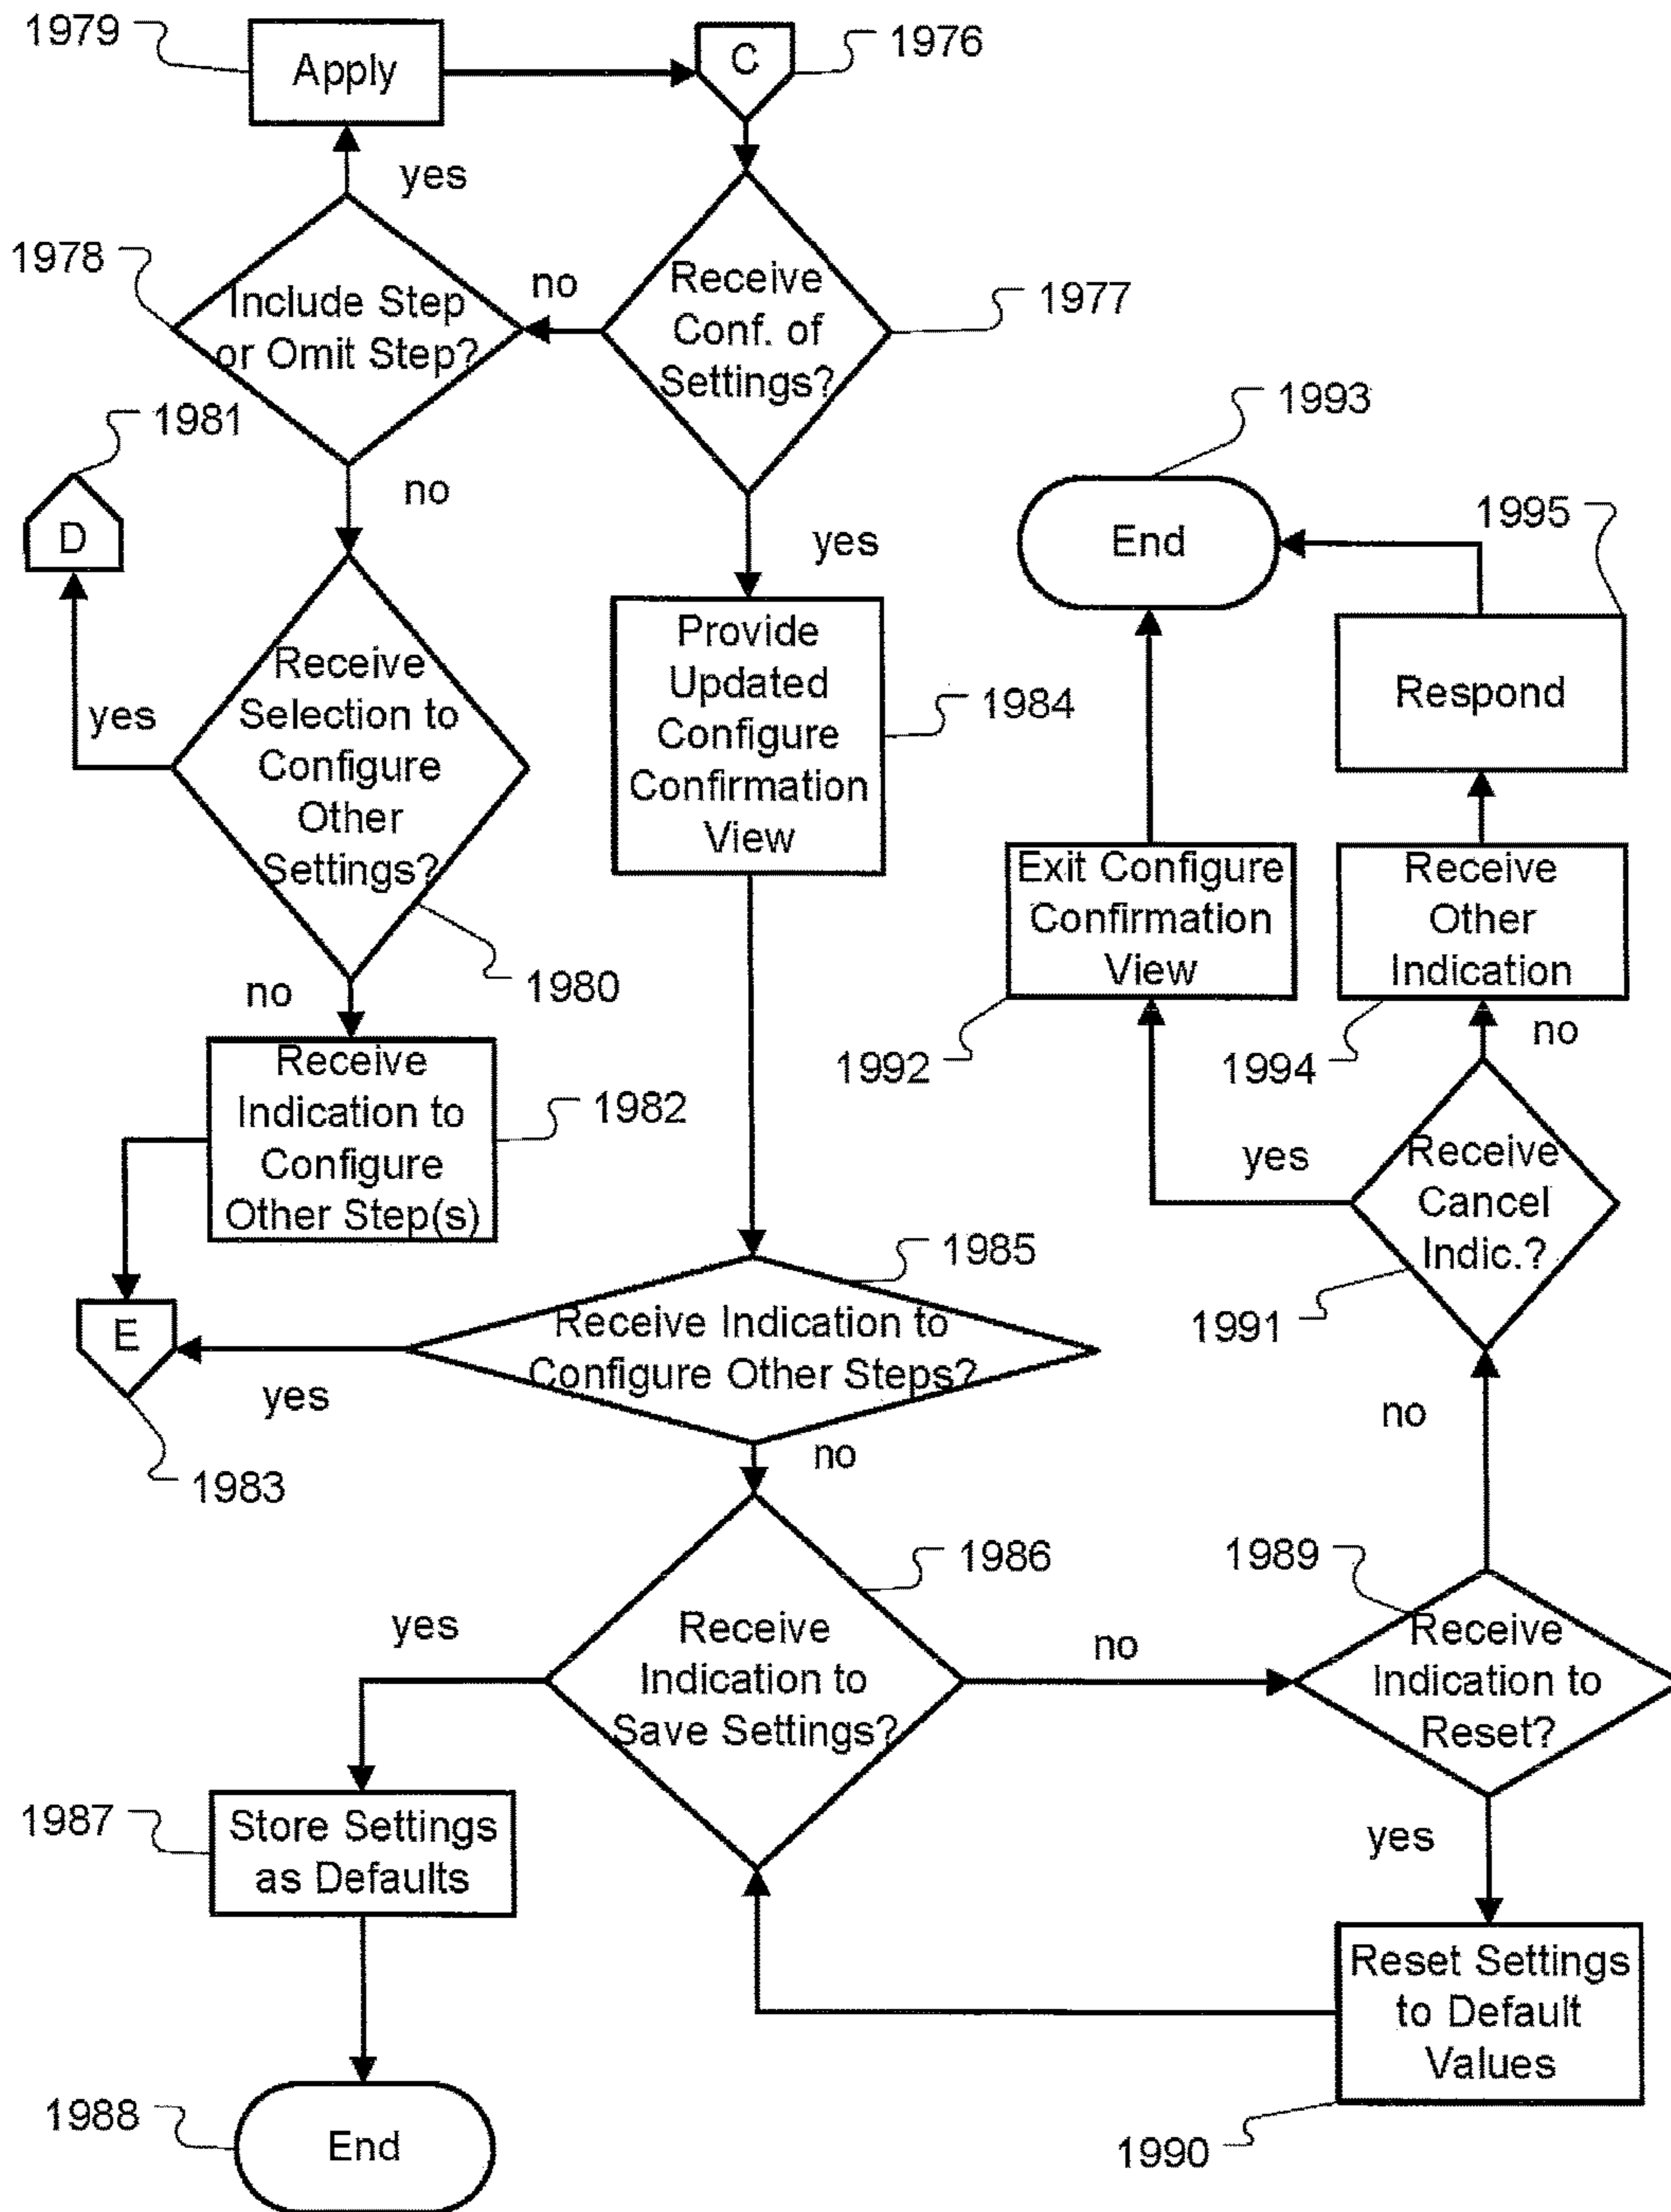 1979
Apply
C
1976
yes
1978
Include Step
or Omit Step?
no
Receive
Conf. of
Settings?
1977
1981
D
no
yes
1993
End
1995
Receive
Selection to
Configure
Other
Settings?
yes
1980
Provide
Updated
Configure
Confirmation
View
1984
Respond
Exit Configure
Confirmation
View
1992
Receive
Other
Indication
1994
no
no
Receive
Indication to
Configure
Other Step(s)
1982
yes
Receive
Cancel
Indic.?
1991
E
1983
yes
1985
Receive Indication to
Configure Other Steps?
no
no
1986
Receive
Indication to
Save Settings?
yes
no
1989
Receive
Indication to
Reset?
1987
Store Settings
as Defaults
yes
Reset Settings
to Default
Values
1990
1988
End